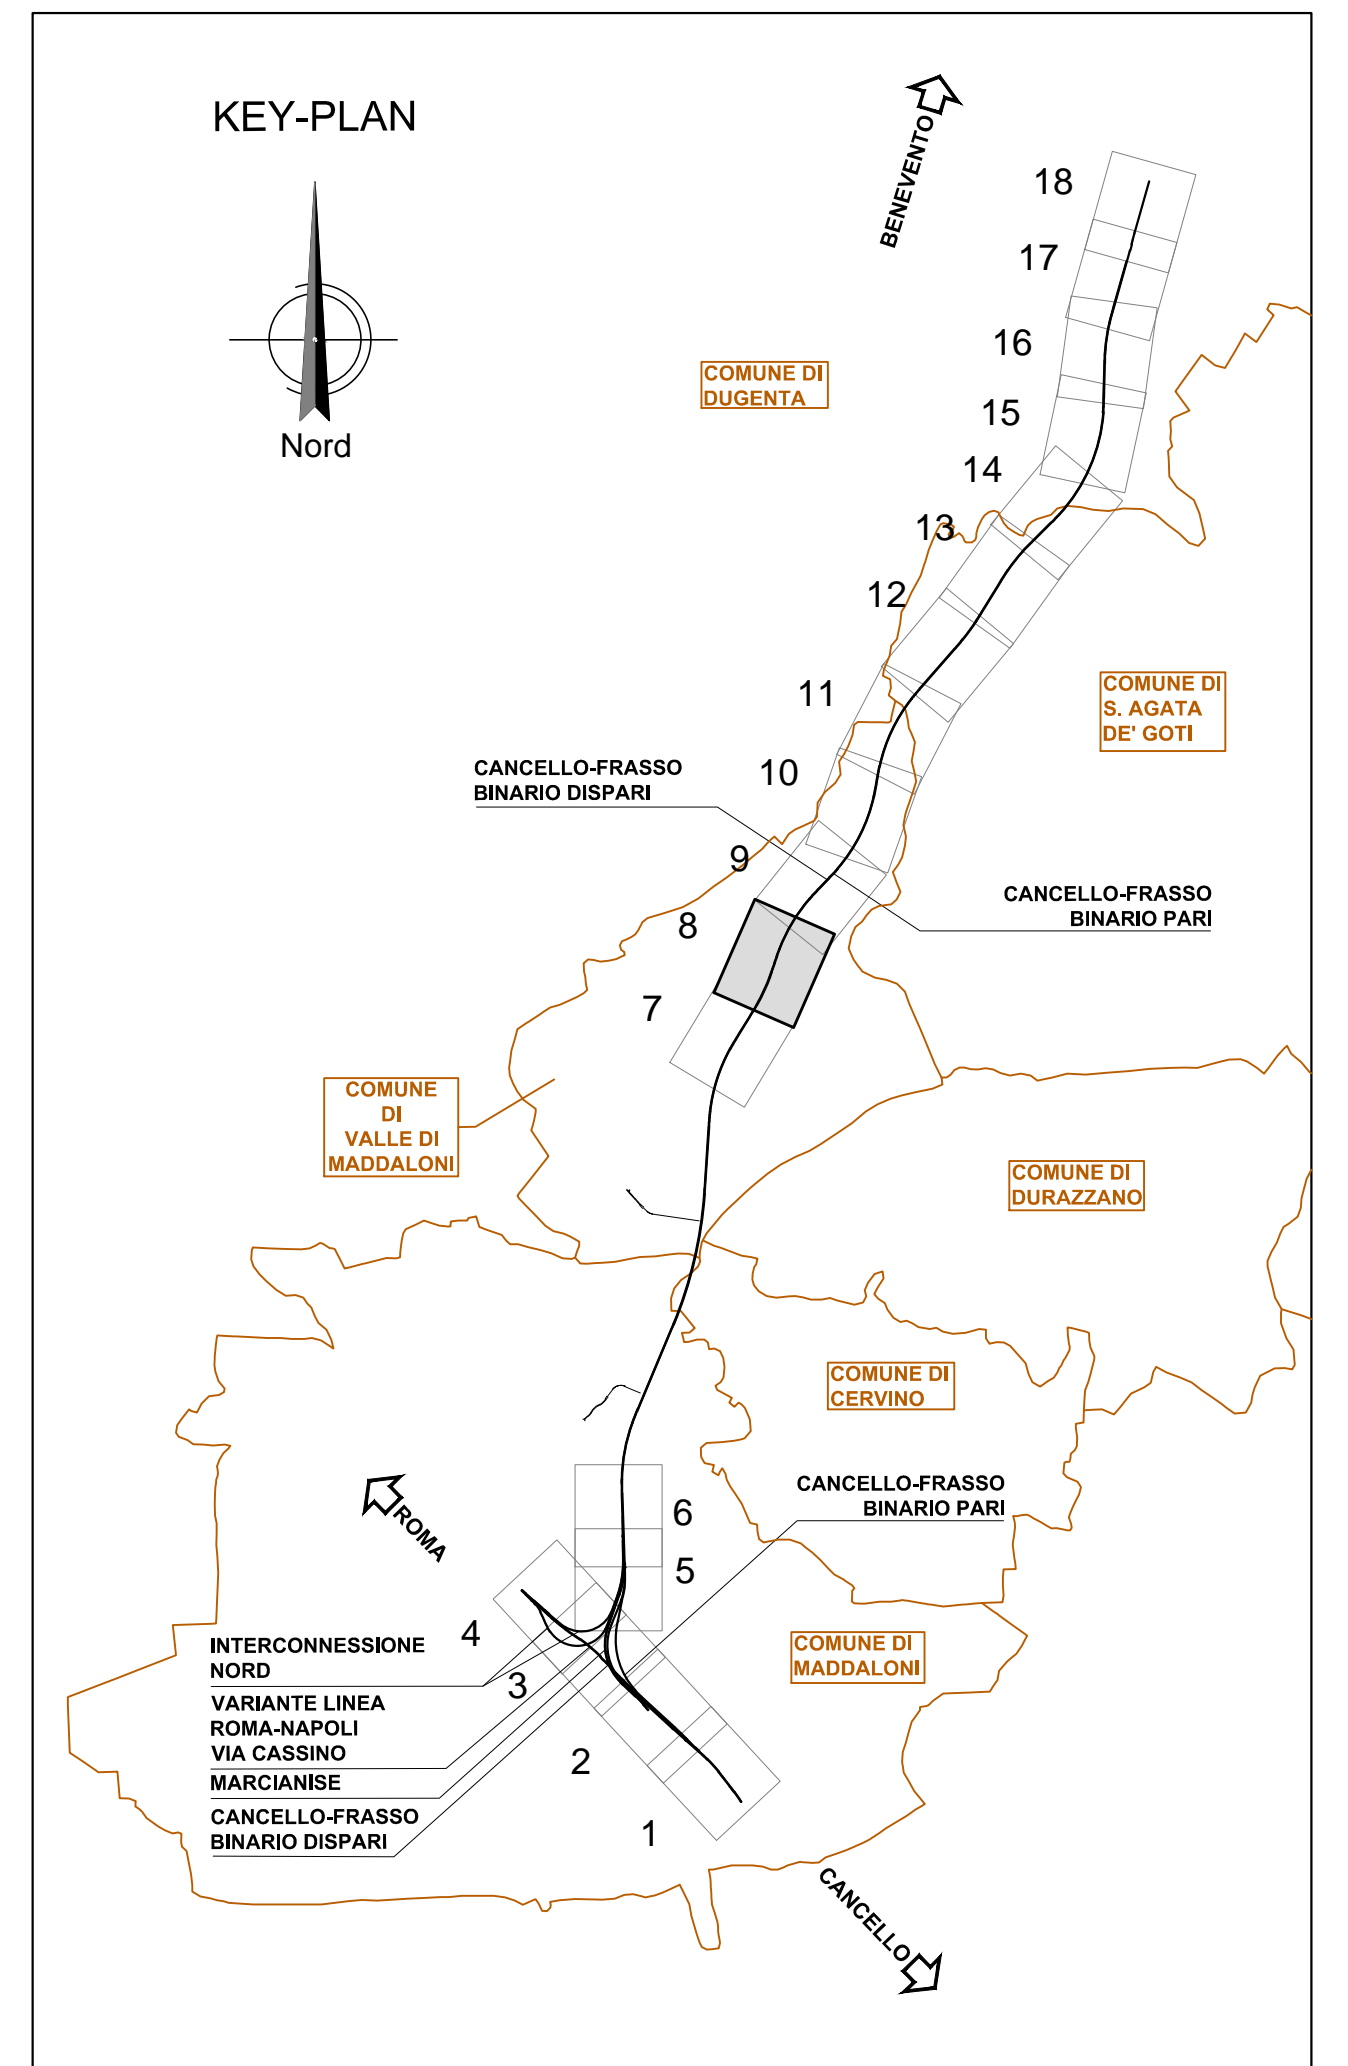 KEY-PLAN
Nord
BENEVENTO
18
17
16
15
14
13
12
11
10
9
8
7
COMUNE DI
DUGENTA
COMUNE DI
S. AGATA
DE' GOTI
CANCELLO-FRASSO
BINARIO DISPARI
CANCELLO-FRASSO
BINARIO PARI
COMUNE
DI
VALLE DI
MADDALONI
COMUNE DI
DURAZZANO
COMUNE DI
CERVINO
ROMA
CANCELLO-FRASSO
BINARIO PARI
6
5
4
3
2
1
COMUNE DI
MADDALONI
INTERCONNESSIONE
NORD
VARIANTE LINEA
ROMA-NAPOLI
VIA CASSINO
MARCIANISE
CANCELLO-FRASSO
BINARIO DISPARI
CANCELLO